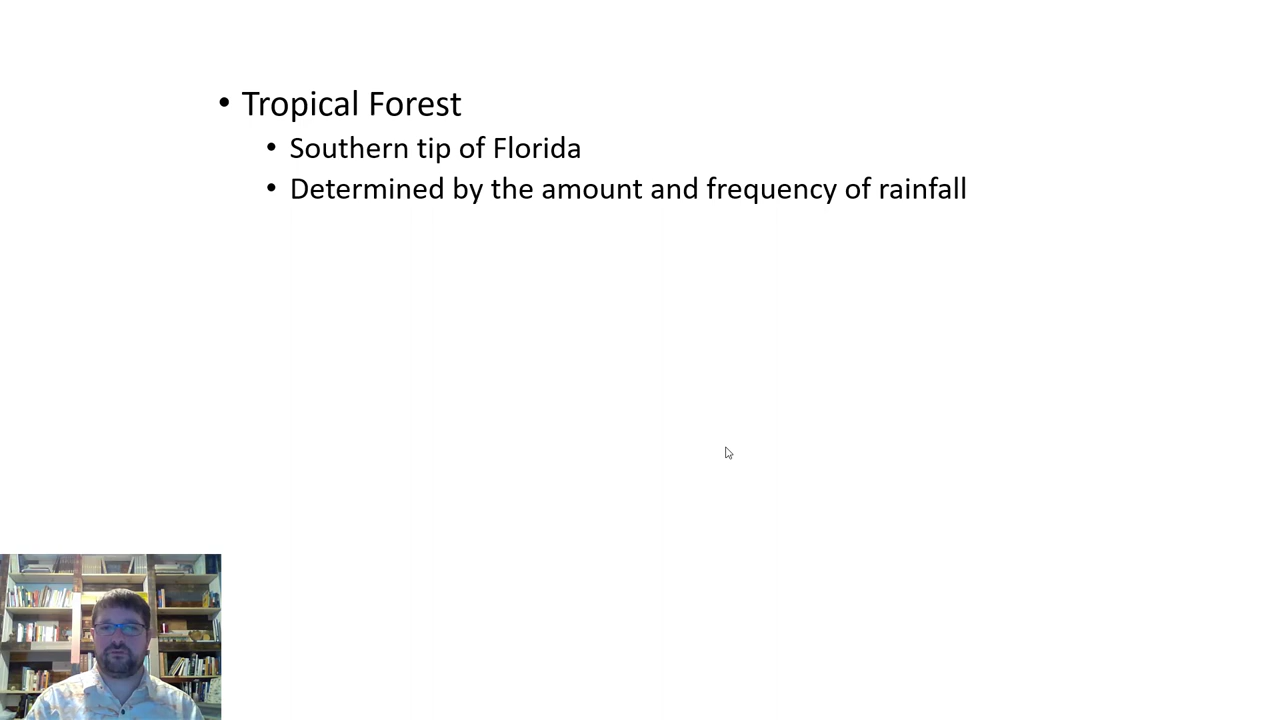 • Tropical Forest
• Southern tip of Florida
• Determined by the amount and frequency of rainfall